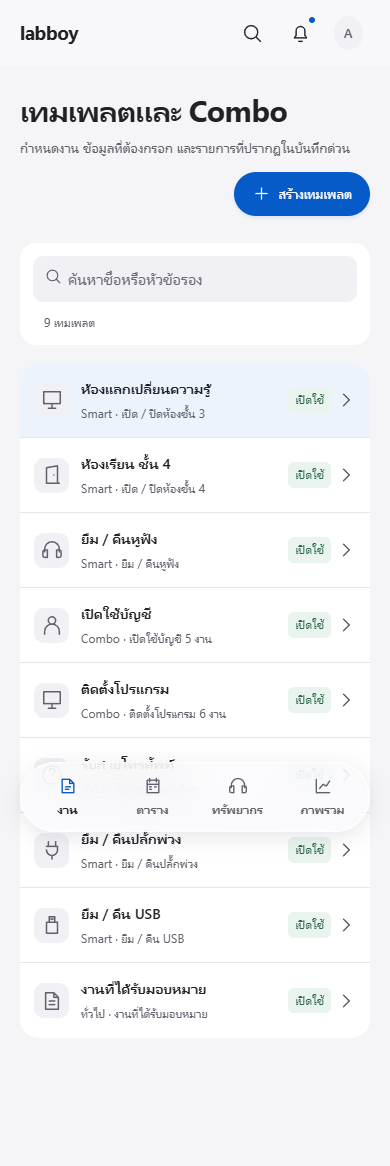 labboy
A
เทมเพลตและ Combo
กำหนดงาน ข้อมูลที่ต้องกรอก และรายการที่ปรากฏในบันทึกด่วน
สร้างเทมเพลต
ค้นหาชื่อหรือหัวข้อรอง
9 เทมเพลต
ห้องแลกเปลี่ยนความรู้
Smart · เปิด / ปิดห้องชั้น 3
เปิดใช้
ห้องเรียน ชั้น 4
Smart · เปิด / ปิดห้องชั้น 4
เปิดใช้
ยืม / คืนหูฟัง
Smart · ยืม / คืนหูฟัง
เปิดใช้
เปิดใช้บัญชี
Combo · เปิดใช้บัญชี 5 งาน
เปิดใช้
ติดตั้งโปรแกรม
Combo · ติดตั้งโปรแกรม 6 งาน
เปิดใช้
งาน
ตาราง
ทรัพยากร
ภาพรวม
ยืม / คืนปลั๊กพ่วง
Smart · ยืม / คืนปลั๊กพ่วง
เปิดใช้
ยืม / คืน USB
Smart · ยืม / คืน USB
เปิดใช้
งานที่ได้รับมอบหมาย
ทั่วไป · งานที่ได้รับมอบหมาย
เปิดใช้